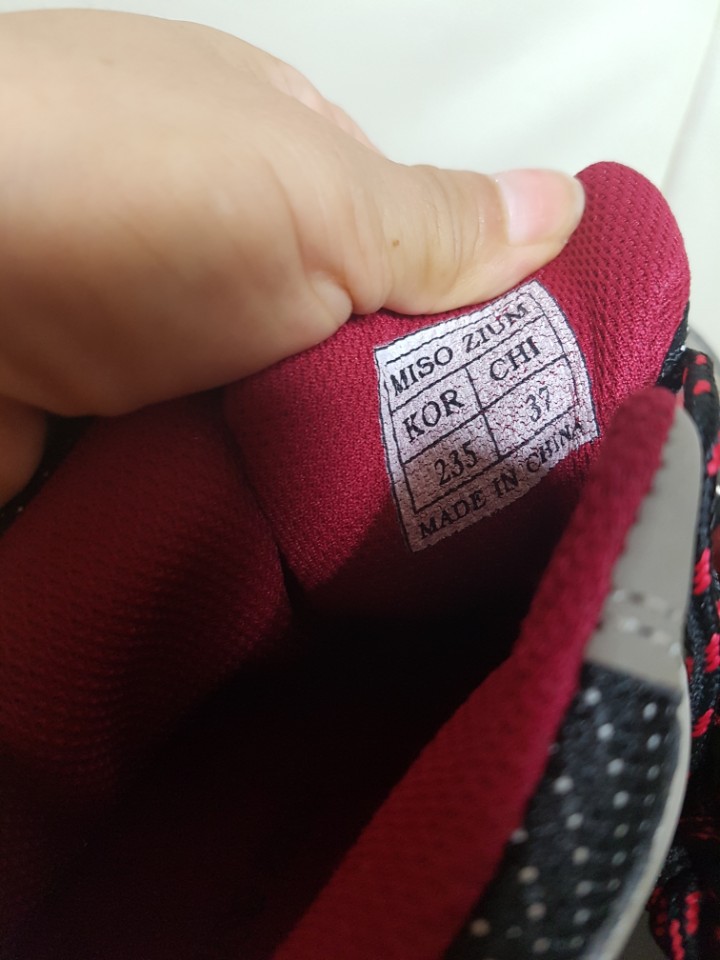 MISO ZIUM
KOR CHI
235 37
MADE IN CHINA